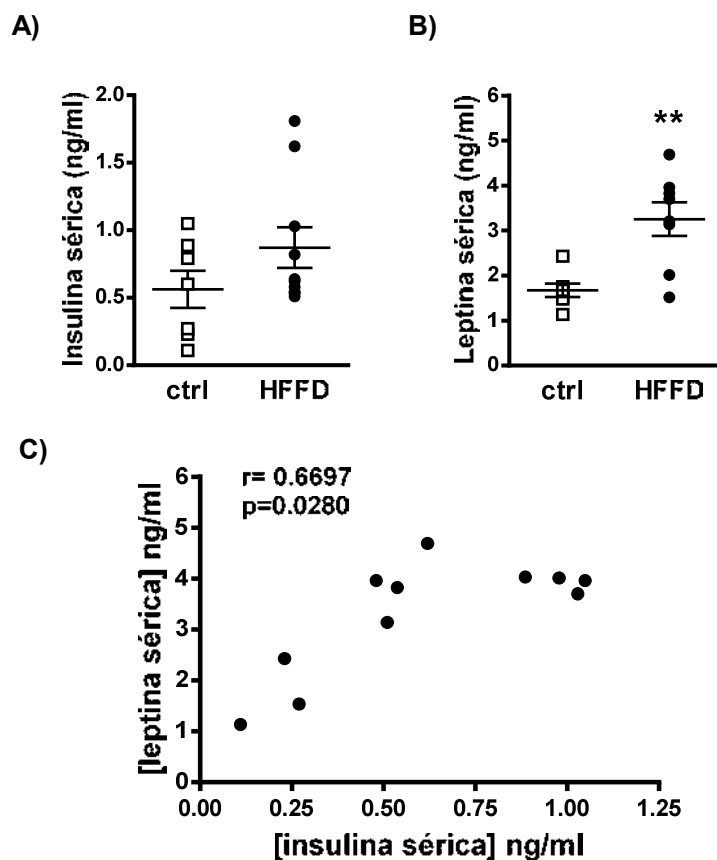 A)
Insulina sérica (ng/ml)
2.0
1.5
1.0
0.5
0.0
ctrl HFFD
B)
Leptina sérica (ng/ml)
6
5
4
3
2
1
0
**
ctrl HFFD
C)
[leptina sérica] ng/ml
6
5
4
3
2
1
0
r= 0.6697
p=0.0280
0.00 0.25 0.50 0.75 1.00 1.25
[insulina sérica] ng/ml